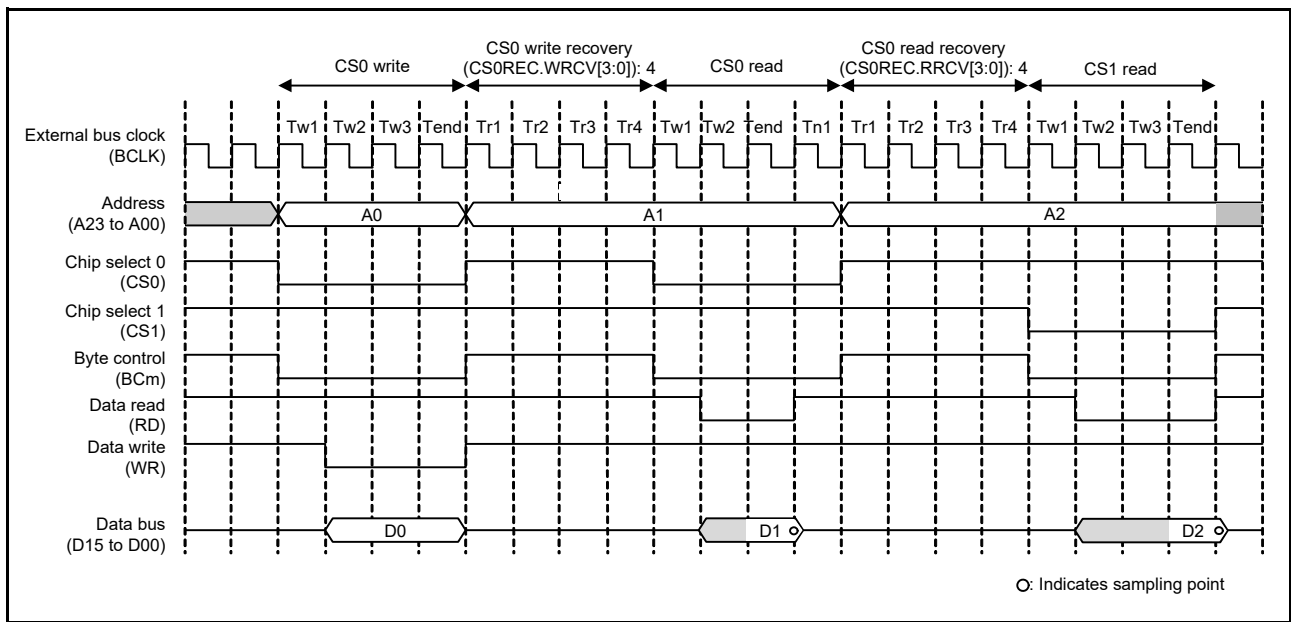 CS0 write
CS0 write recovery
(CS0REC.WRCV[3:0]): 4
CS0 read
CS0 read recovery
(CS0REC.RRCV[3:0]): 4
CS1 read
External bus clock
(BCLK)
Tw1 Tw2 Tw3 Tend Tr1 Tr2 Tr3 Tr4 Tw1 Tw2 Tend Tn1 Tr1 Tr2 Tr3 Tr4 Tw1 Tw2 Tw3 Tend
Address
(A23 to A00)
A0 A1 A2
Chip select 0
(CS0)
Chip select 1
(CS1)
Byte control
(BCm)
Data read
(RD)
Data write
(WR)
Data bus
(D15 to D00)
D0 D1 D2
O: Indicates sampling point